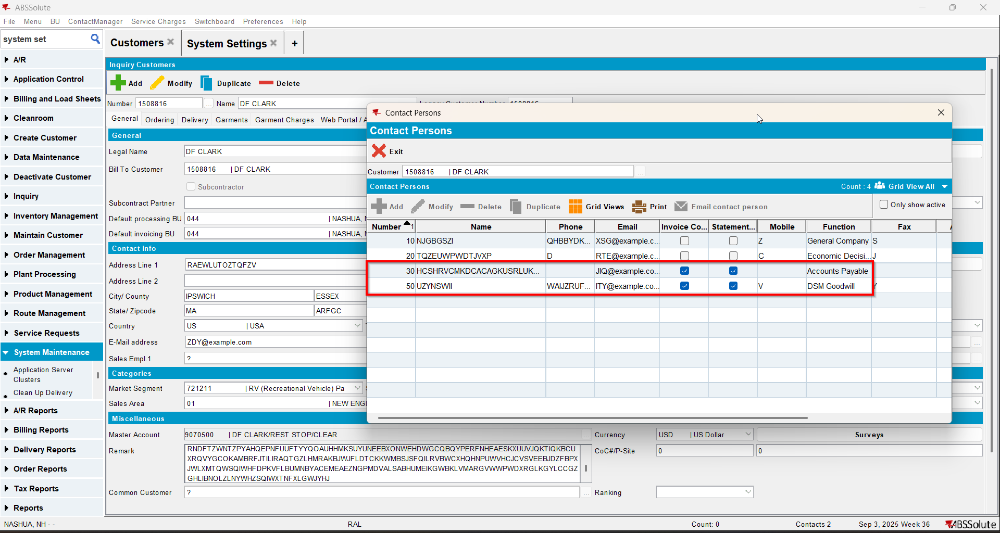 ABSSolute
File Menu BU ContactManager Service Charges Switchboard Preferences Help
system set
Customers System Settings +
A/R
Application Control
Billing and Load Sheets
Cleanroom
Create Customer
Data Maintenance
Deactivate Customer
Inquiry
Inventory Management
Maintain Customer
Order Management
Plant Processing
Product Management
Route Management
Service Requests
System Maintenance
Application Server
Clusters
Clean Up Delivery
A/R Reports
Billing Reports
Delivery Reports
Order Reports
Tax Reports
Reports
Inquiry Customers
Add Modify Duplicate Delete
Number 1508816 ... Name DF CLARK
General Ordering Delivery Garments Garment Charges Web Portal / A
General
Legal Name DF CLARK
Bill To Customer 1508816 | DF CLARK
Subcontractor
Subcontract Partner
Default processing BU 044 | NASHUA,
Default invoicing BU 044 | NASHUA,
Contact info
Address Line 1 RAEWLUTOZTQFZV
Address Line 2
City/ County IPSWICH ESSEX
State/ Zipcode MA ARFGC
Country US | USA
E-Mail address ZDY@example.com
Sales Empl.1 ?
Categories
Market Segment 721211 | RV (Recreational Vehicle) Pa
Sales Area 01 | NEW ENG
Miscellaneous
Master Account 9070500 | DF CLARK/REST STOP/CLEAR ... Currency USD | US Dollar Surveys
Remark RNDFTZWNTZPYAHQEPNFUUFTYYQOAUHHMKSUYUNEEBXONWEHDWGCQBQYPERFNHEAESKXUUVJQKTIQKBCU CoC#/P-Site 0 0
XRQVYGCOKAMBRFJTILIRAQTGZLHMRAKBJWJFLDTCKKWMBSJSFQILRVBWCXHQHNPUWVHCJCVSVEEBJDZFBPX
JWLXMTQWSQIWHFDPKVFLBUMNBYACEMEAEZNGPMDVALSABHUMEIKGWBKLVMARGVWWPWDXRGLKGYLCCGZ
GHLIBNOLZLNYWHZSQIWXTNFXLGWJYHJ
Common Customer ? ... Ranking
Contact Persons
Contact Persons
Exit
Customer 1508816 | DF CLARK ...
Contact Persons Count : 4 Grid View All
Add Modify Delete Duplicate Grid Views Print Email contact person Only show active
Number 1 Name Phone Email Invoice Co... Statement... Mobile Function Fax
10 NJGBGSZI QHBBYDK... XSG@example.c... Z General Company S
20 TQZEUWPWDTJVXP D RTE@example.c... C Economic Decisi... J
30 HCSHRVCMKDCACAGKUSRLUK... JIQ@example.co... Accounts Payable
50 UZYNSWII WAIJZRUF... ITY@example.co... V DSM Goodwill Y
NASHUA, NH - - RAL Count: 0 Contacts 2 Sep 3, 2025 Week 36 ABSSolute